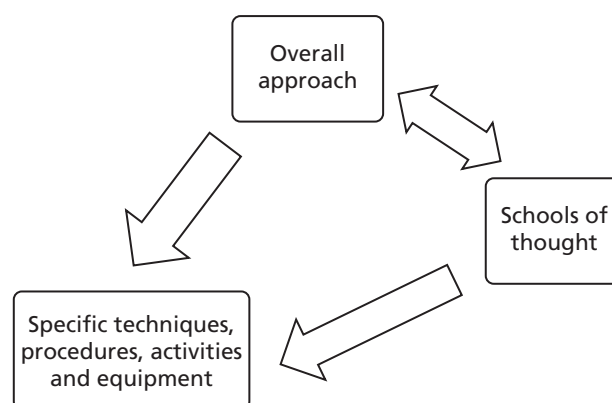 Overall
approach
Schools of
thought
Specific techniques,
procedures, activities
and equipment